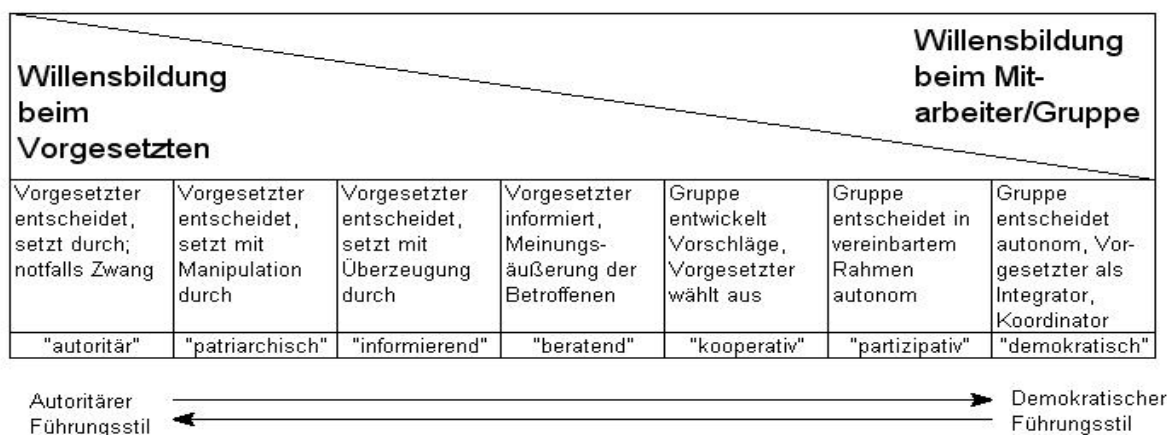 Willensbildung
beim
Vorgesetzten
Willensbildung
beim Mit-
arbeiter/Gruppe
Vorgesetzter
entscheidet,
setzt durch;
notfalls Zwang
Vorgesetzter
entscheidet,
setzt mit
Manipulation
durch
Vorgesetzter
entscheidet,
setzt mit
Überzeugung
durch
Vorgesetzter
informiert,
Meinungs-
äußerung der
Betroffenen
Gruppe
entwickelt
Vorschläge,
Vorgesetzter
wählt aus
Gruppe
entscheidet in
vereinbartem
Rahmen
autonom
Gruppe
entscheidet
autonom, Vor-
gesetzter als
Integrator,
Koordinator
"autoritär"
"patriarchisch"
"informierend"
"beratend"
"kooperativ"
"partizipativ"
"demokratisch"
Autoritärer
Führungsstil
Demokratischer
Führungsstil